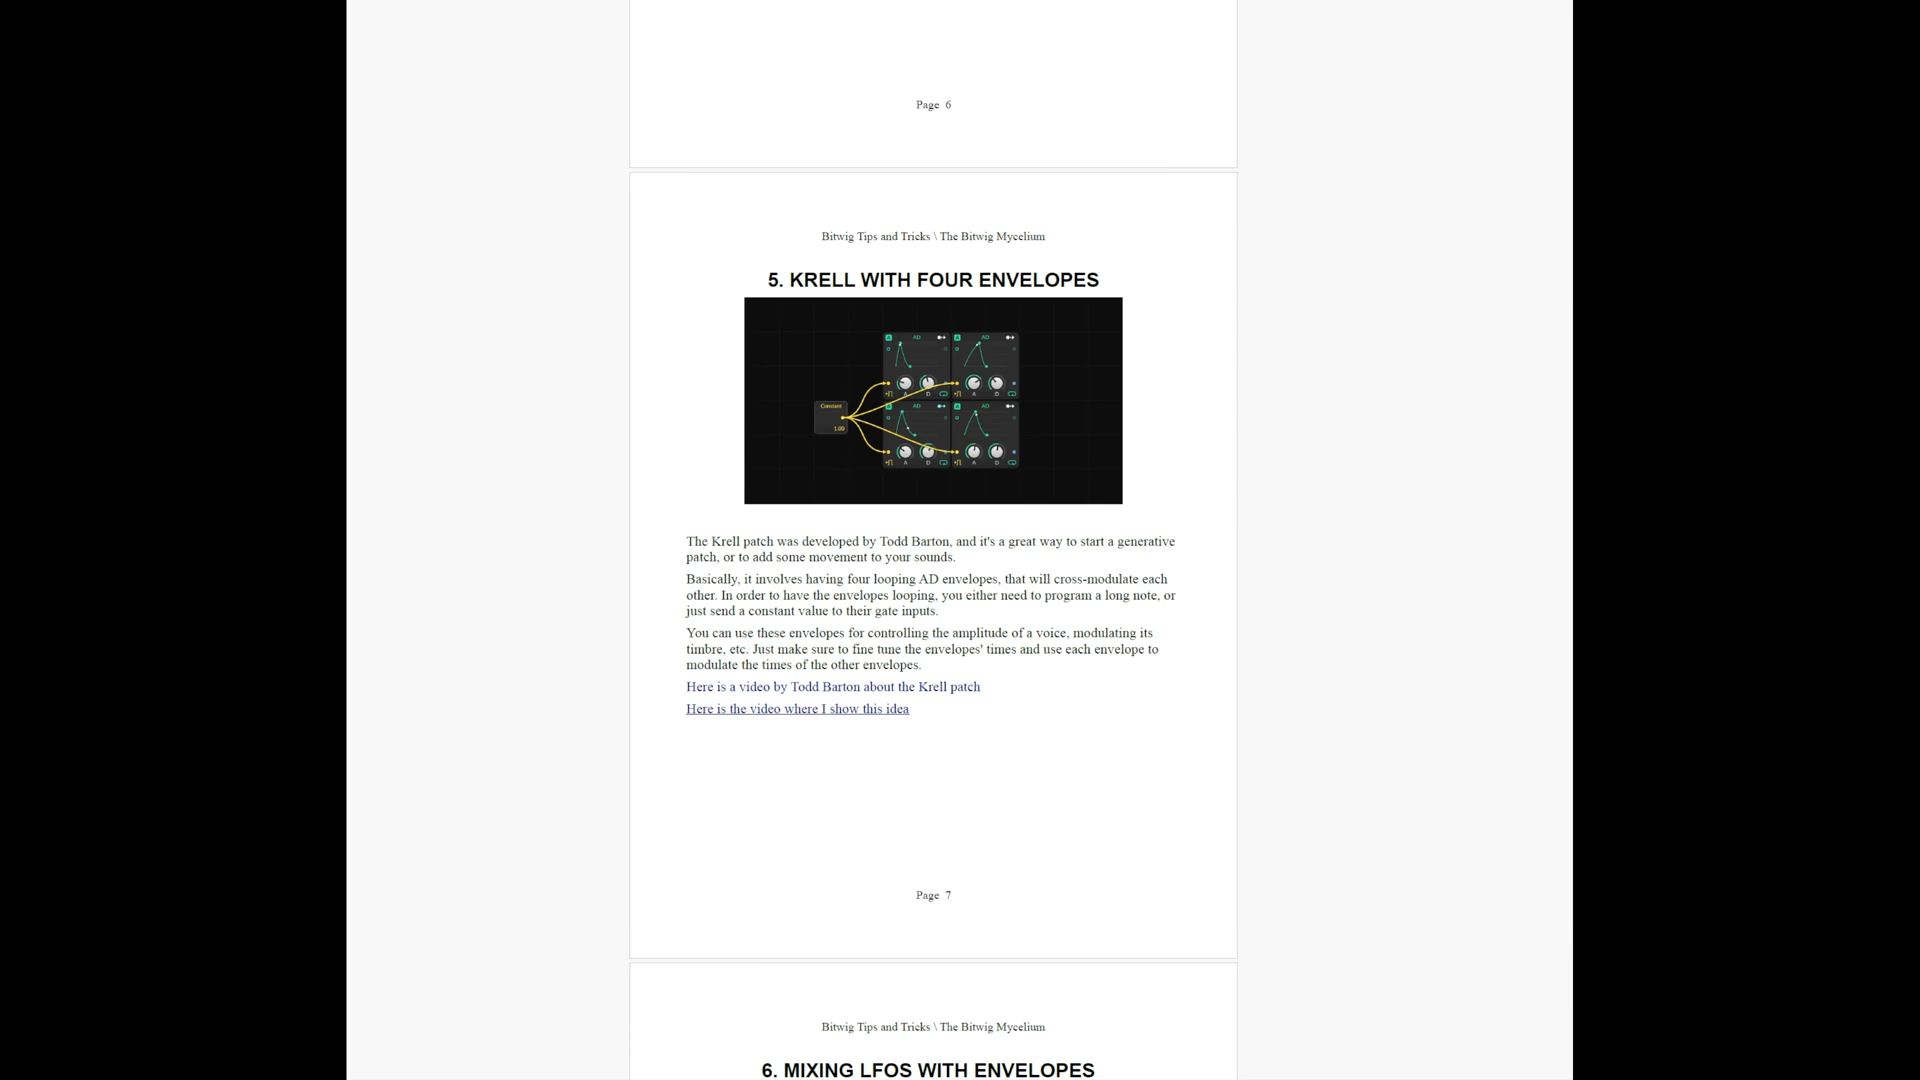 Page 6
Bitwig Tips and Tricks \ The Bitwig Mycelium
5. KRELL WITH FOUR ENVELOPES
A AD
A AD
A D
A D
Constant
1.00
A AD
A AD
A D
A D
The Krell patch was developed by Todd Barton, and it's a great way to start a generative
patch, or to add some movement to your sounds.
Basically, it involves having four looping AD envelopes, that will cross-modulate each
other. In order to have the envelopes looping, you either need to program a long note, or
just send a constant value to their gate inputs.
You can use these envelopes for controlling the amplitude of a voice, modulating its
timbre, etc. Just make sure to fine tune the envelopes' times and use each envelope to
modulate the times of the other envelopes.
Here is a video by Todd Barton about the Krell patch
Here is the video where I show this idea
Page 7
Bitwig Tips and Tricks \ The Bitwig Mycelium
6. MIXING LFOS WITH ENVELOPES